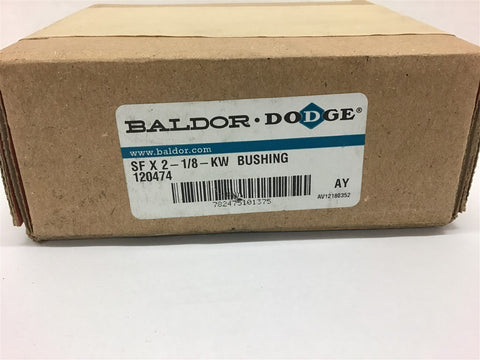 BALDOR · DODGE®
www.baldor.com
SF X 2-1/8-KW BUSHING
120474
AY
782475101375
AV12180352